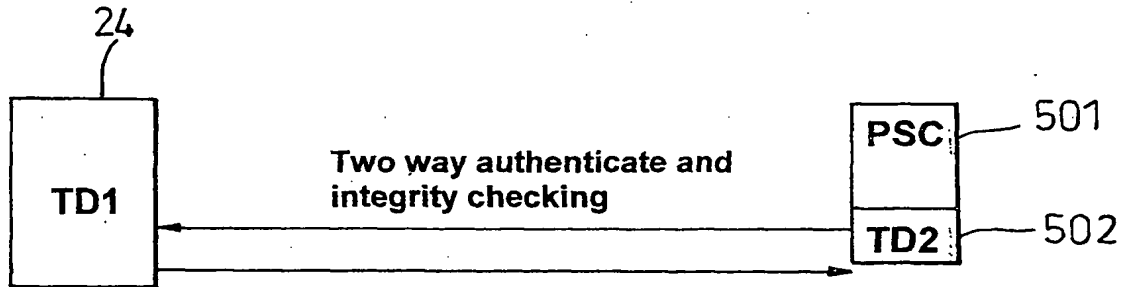 24
PSC
501
Two way authenticate and
integrity checking
TD1
TD2
502